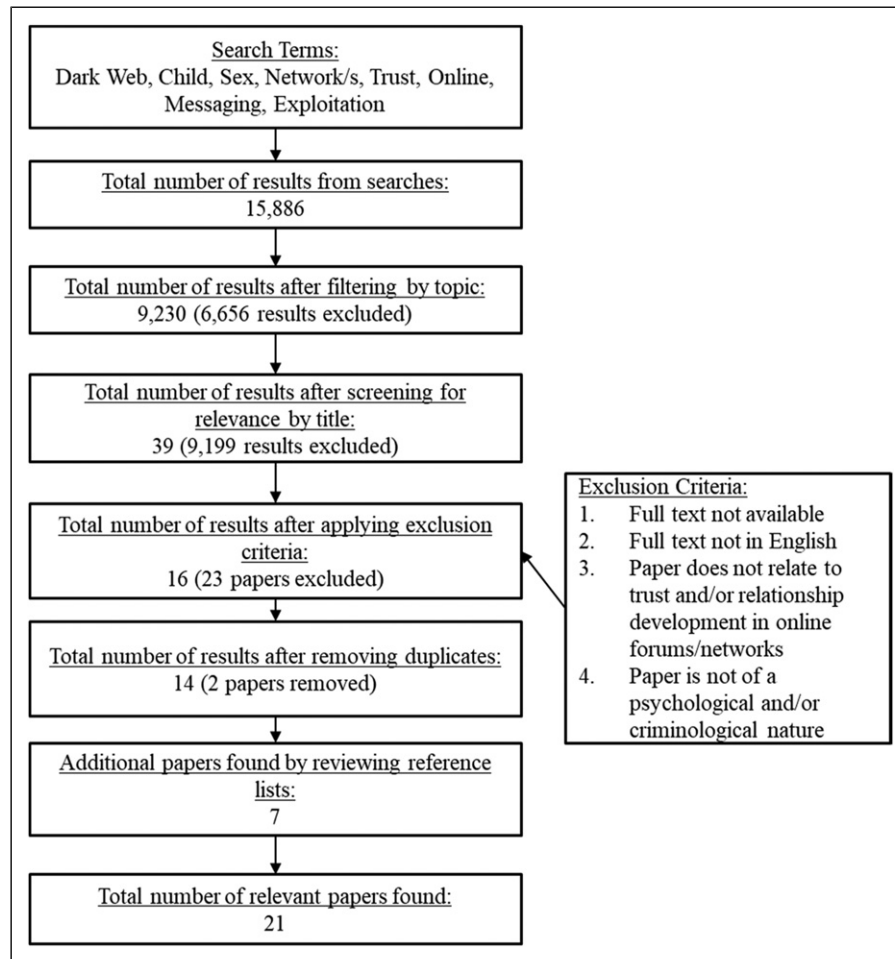 Search Terms:
Dark Web, Child, Sex, Network/s, Trust, Online,
Messaging, Exploitation
Total number of results from searches:
15,886
Total number of results after filtering by topic:
9,230 (6,656 results excluded)
Total number of results after screening for
relevance by title:
39 (9,199 results excluded)
Total number of results after applying exclusion
criteria:
16 (23 papers excluded)
Exclusion Criteria:
1. Full text not available
2. Full text not in English
3. Paper does not relate to
trust and/or relationship
development in online
forums/networks
4. Paper is not of a
psychological and/or
criminological nature
Total number of results after removing duplicates:
14 (2 papers removed)
Additional papers found by reviewing reference
lists:
7
Total number of relevant papers found:
21